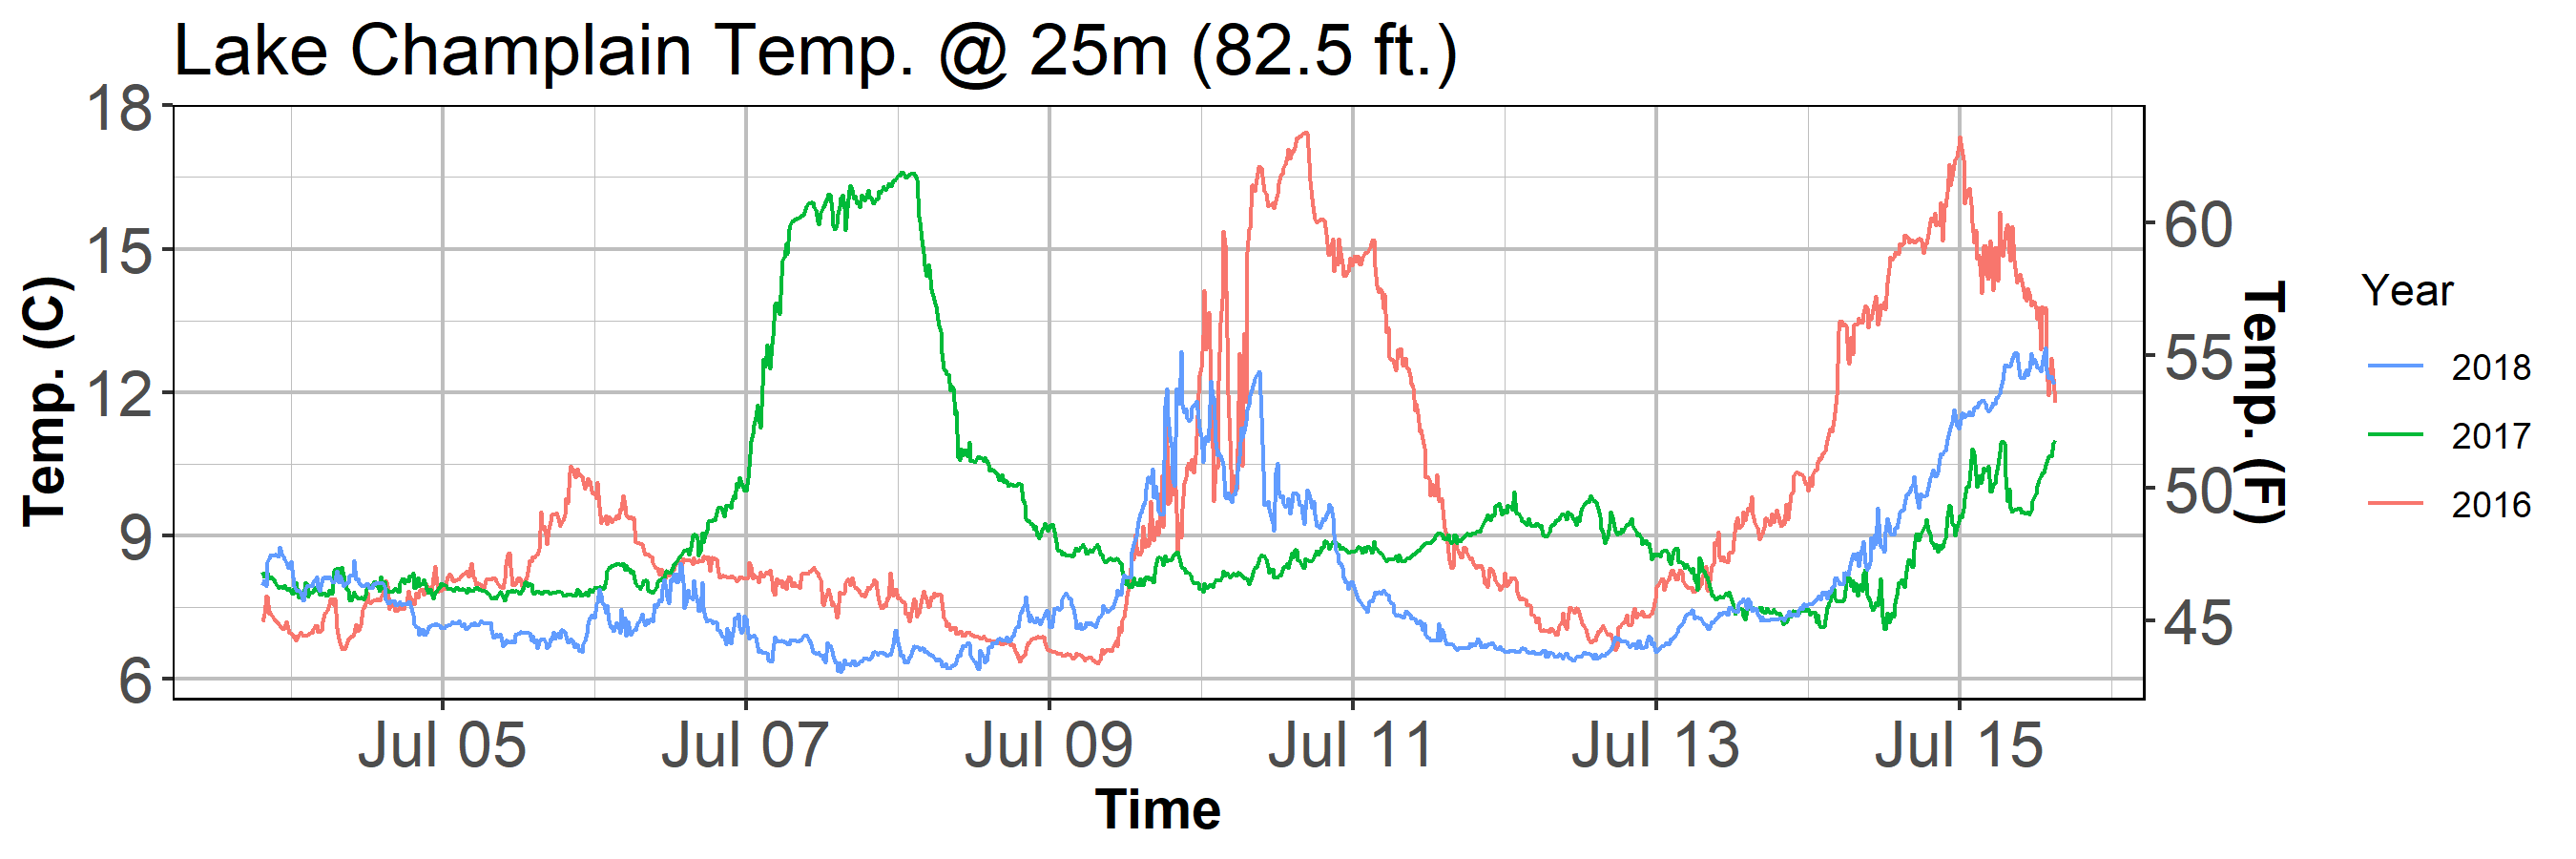 Lake Champlain Temp. @ 25m (82.5 ft.)
18
15
12
9
6
Temp. (C)
60
55
50
45
Temp. (F)
Jul 05 Jul 07 Jul 09 Jul 11 Jul 13 Jul 15
Time
Year
2018
2017
2016